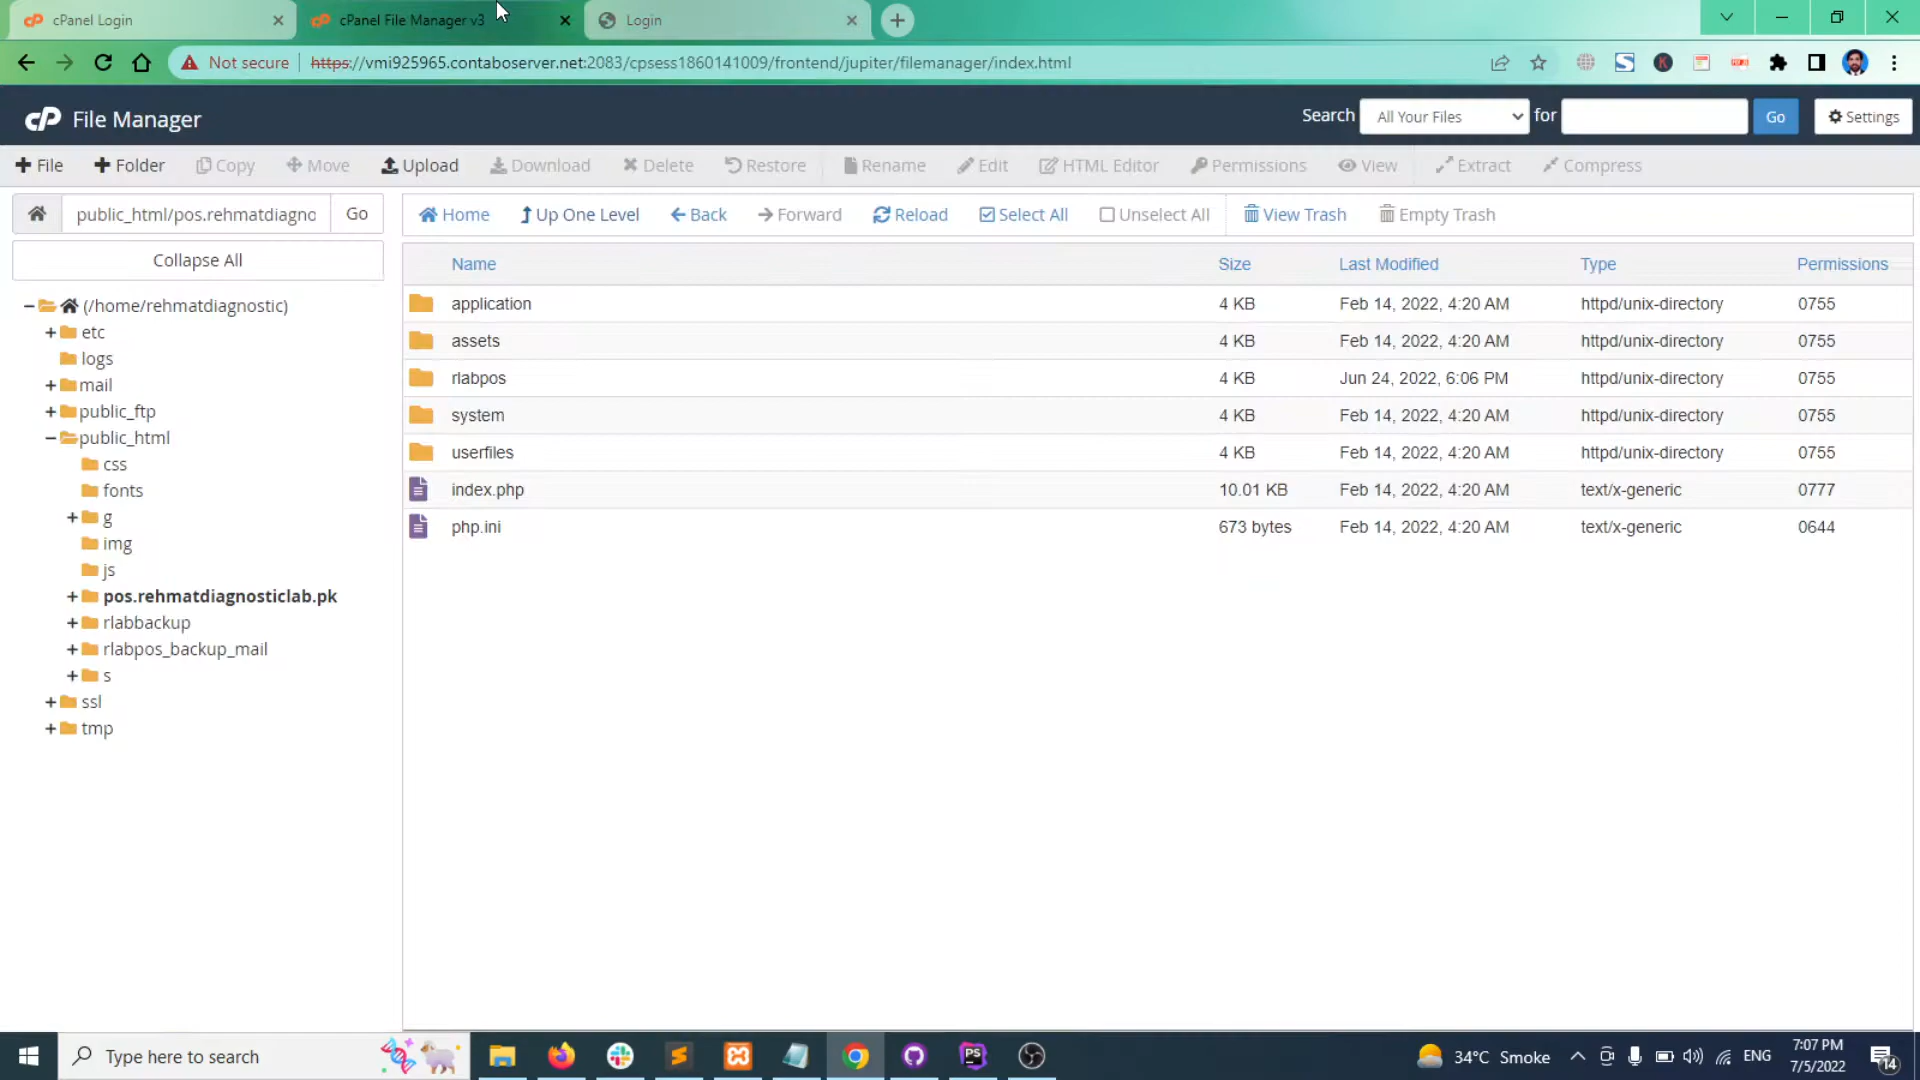 cPanel Login
cPanel File Manager v3
Login
Not secure
https://vmi925965.contaboserver.net:2083/cpsess1860141009/frontend/jupiter/filemanager/index.html
cP File Manager
Search All Your Files for Go Settings
File Folder Copy Move Upload Download Delete Restore Rename Edit HTML Editor Permissions View Extract Compress
public_html/pos.rehmatdiagno Go
Home Up One Level Back Forward Reload Select All Unselect All View Trash Empty Trash
Collapse All
Name Size Last Modified Type Permissions
(/home/rehmatdiagnostic)
etc
logs
mail
public_ftp
public_html
css
fonts
g
img
js
pos.rehmatdiagnosticlab.pk
rlabbackup
rlabpos_backup_mail
s
ssl
tmp
application 4 KB Feb 14, 2022, 4:20 AM httpd/unix-directory 0755
assets 4 KB Feb 14, 2022, 4:20 AM httpd/unix-directory 0755
rlabpos 4 KB Jun 24, 2022, 6:06 PM httpd/unix-directory 0755
system 4 KB Feb 14, 2022, 4:20 AM httpd/unix-directory 0755
userfiles 4 KB Feb 14, 2022, 4:20 AM httpd/unix-directory 0755
index.php 10.01 KB Feb 14, 2022, 4:20 AM text/x-generic 0777
php.ini 673 bytes Feb 14, 2022, 4:20 AM text/x-generic 0644
Type here to search
PS
34°C Smoke
ENG
7:07 PM
7/5/2022
14